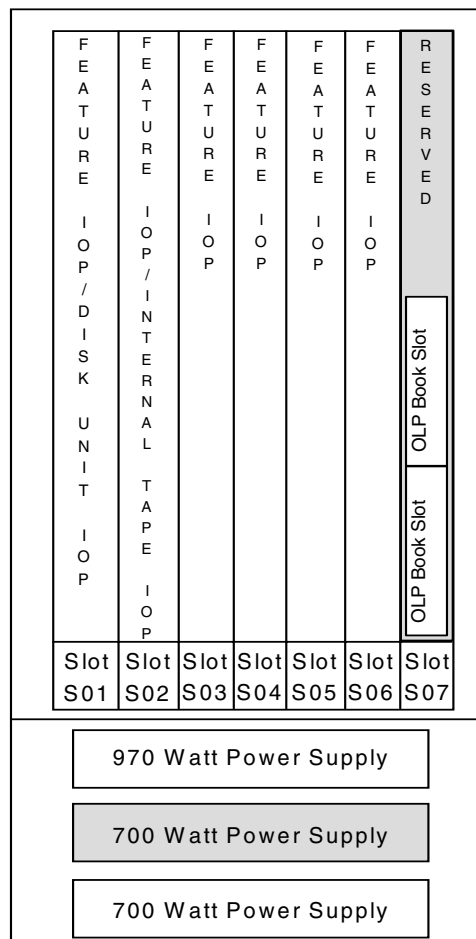 FEATURE IOP/DISK UNIT IOP
FEATURE IOP/INTERNAL TAPE IOP
FEATURE IOP
FEATURE IOP
FEATURE IOP
FEATURE IOP
RESERVED
OLP Book Slot
OLP Book Slot
Slot S01
Slot S02
Slot S03
Slot S04
Slot S05
Slot S06
Slot S07
970 Watt Power Supply
700 Watt Power Supply
700 Watt Power Supply